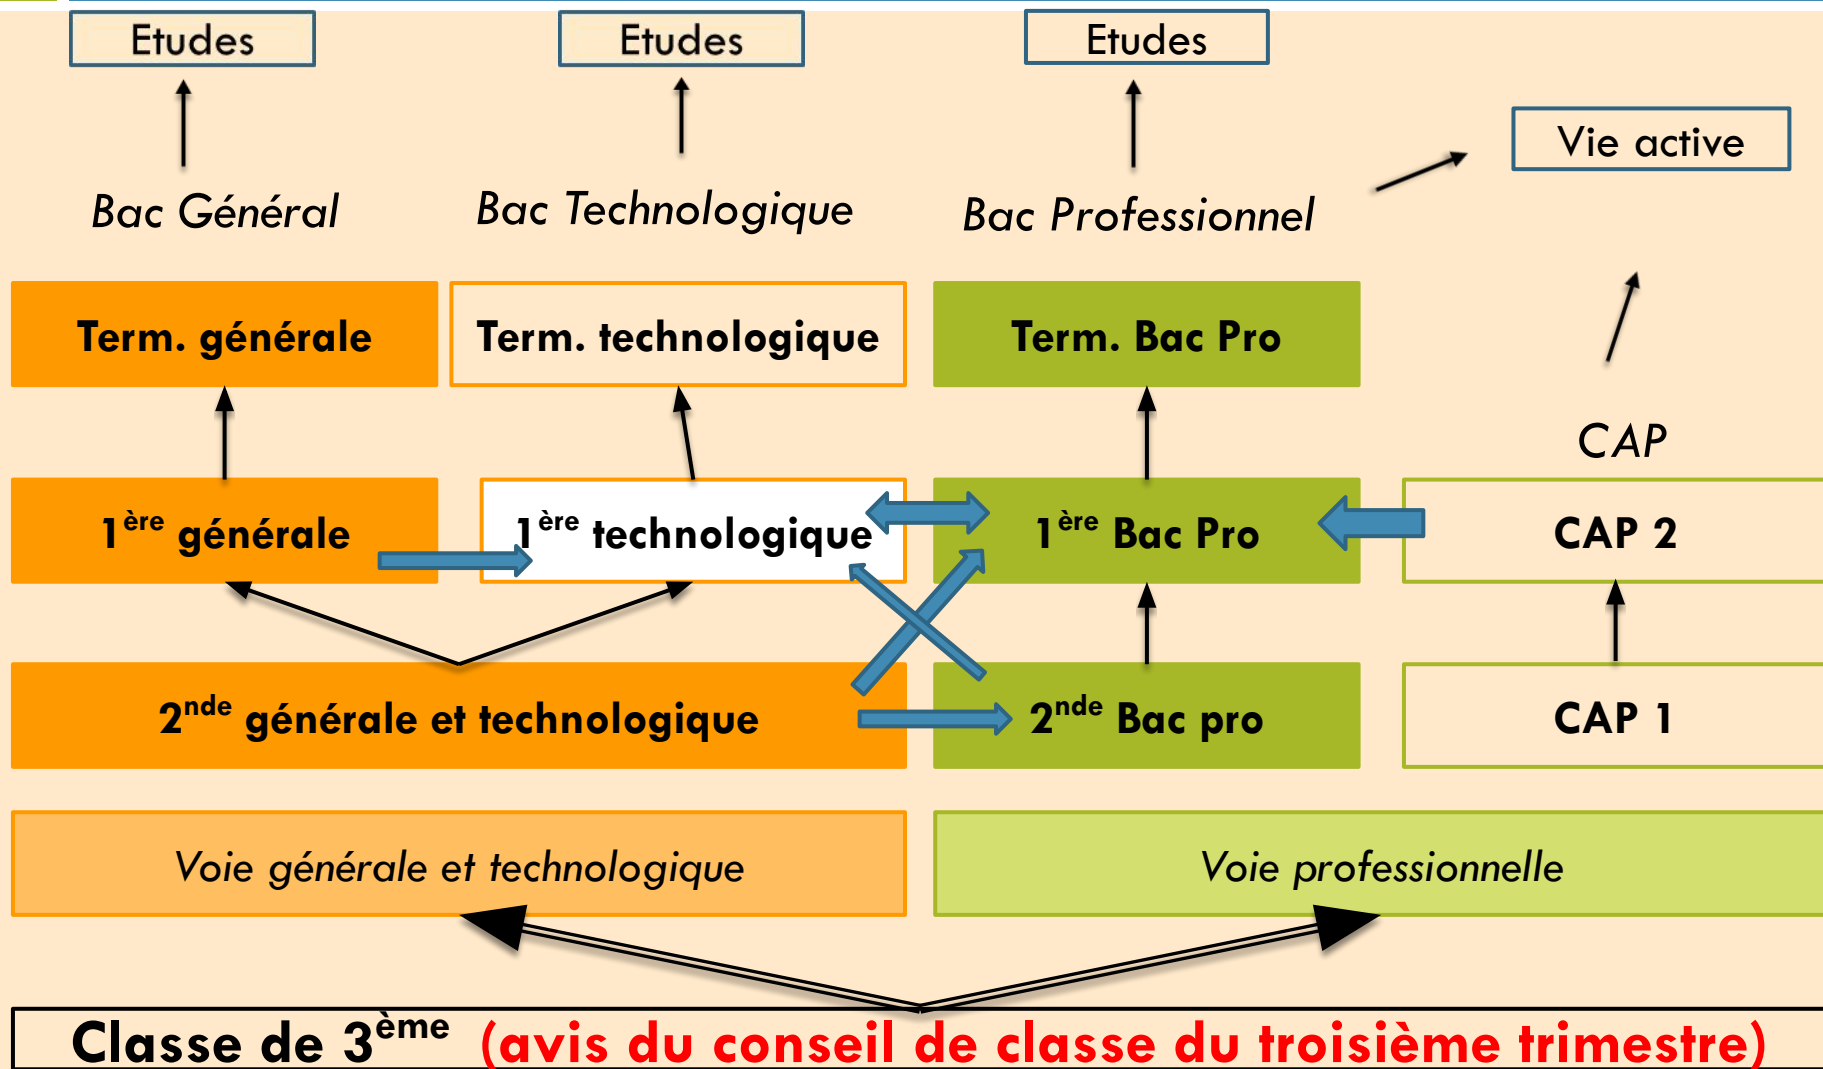 Etudes
Etudes
Etudes
Vie active
Bac Général
Bac Technologique
Bac Professionnel
Term. générale
Term. technologique
Term. Bac Pro
CAP
1ère générale
1ère technologique
1ère Bac Pro
CAP 2
2nde générale et technologique
2nde Bac pro
CAP 1
Voie générale et technologique
Voie professionnelle
Classe de 3ème (avis du conseil de classe du troisième trimestre)